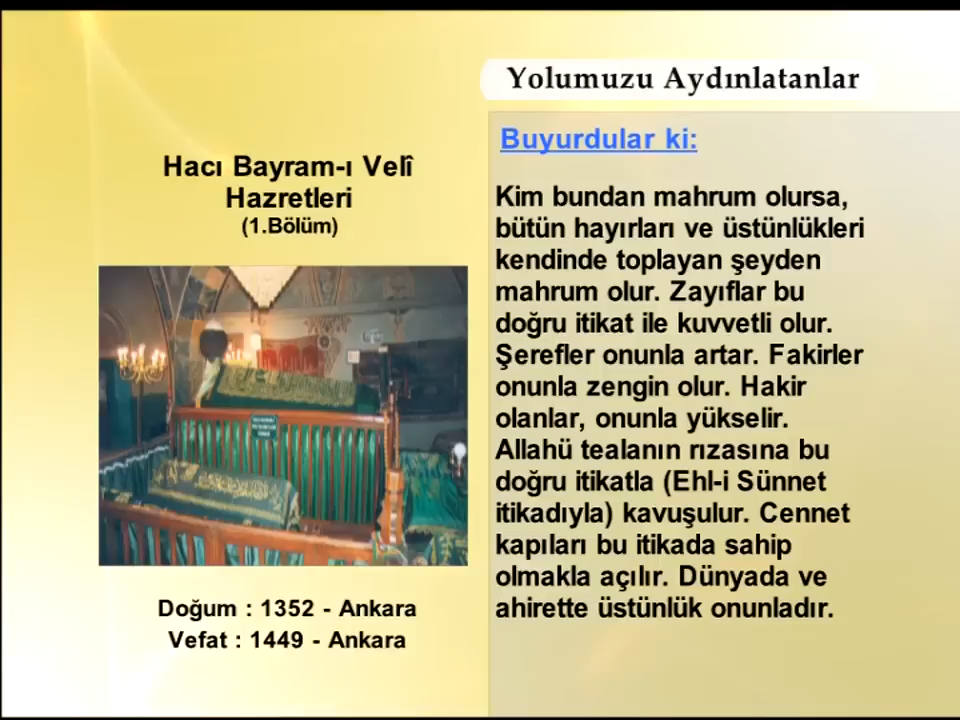 Yolumuzu Aydınlatanlar
Hacı Bayram-ı Velî
Hazretleri
(1.Bölüm)
Doğum : 1352 - Ankara
Vefat : 1449 - Ankara
Buyurdular ki:
Kim bundan mahrum olursa,
bütün hayırları ve üstünlükleri
kendinde toplayan şeyden
mahrum olur. Zayıflar bu
doğru itikat ile kuvvetli olur.
Şerefler onunla artar. Fakirler
onunla zengin olur. Hakir
olanlar, onunla yükselir.
Allahü tealanın rızasına bu
doğru itikatla (Ehl-i Sünnet
itikadıyla) kavuşulur. Cennet
kapıları bu itikada sahip
olmakla açılır. Dünyada ve
ahirette üstünlük onunladır.